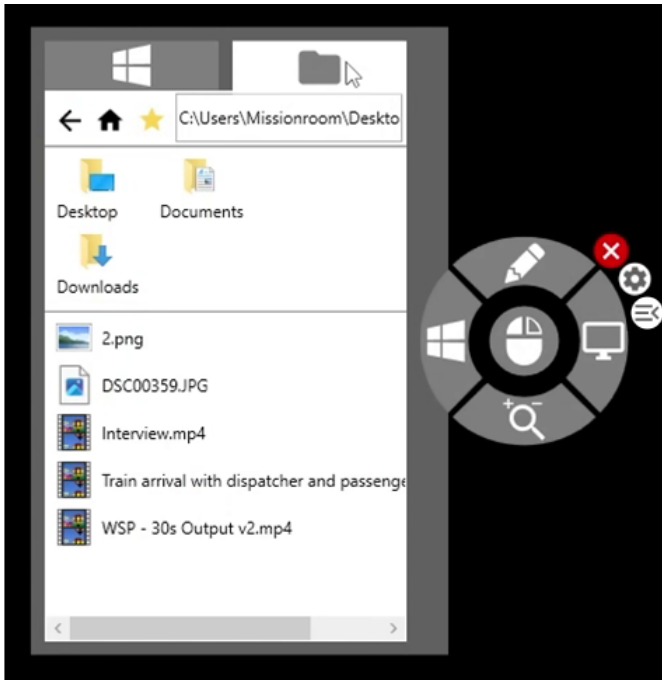 C:\Users\Missionroom\Deskto
Desktop Documents
Downloads
2.png
DSC00359.JPG
Interview.mp4
Train arrival with dispatcher and passenge
WSP - 30s Output v2.mp4